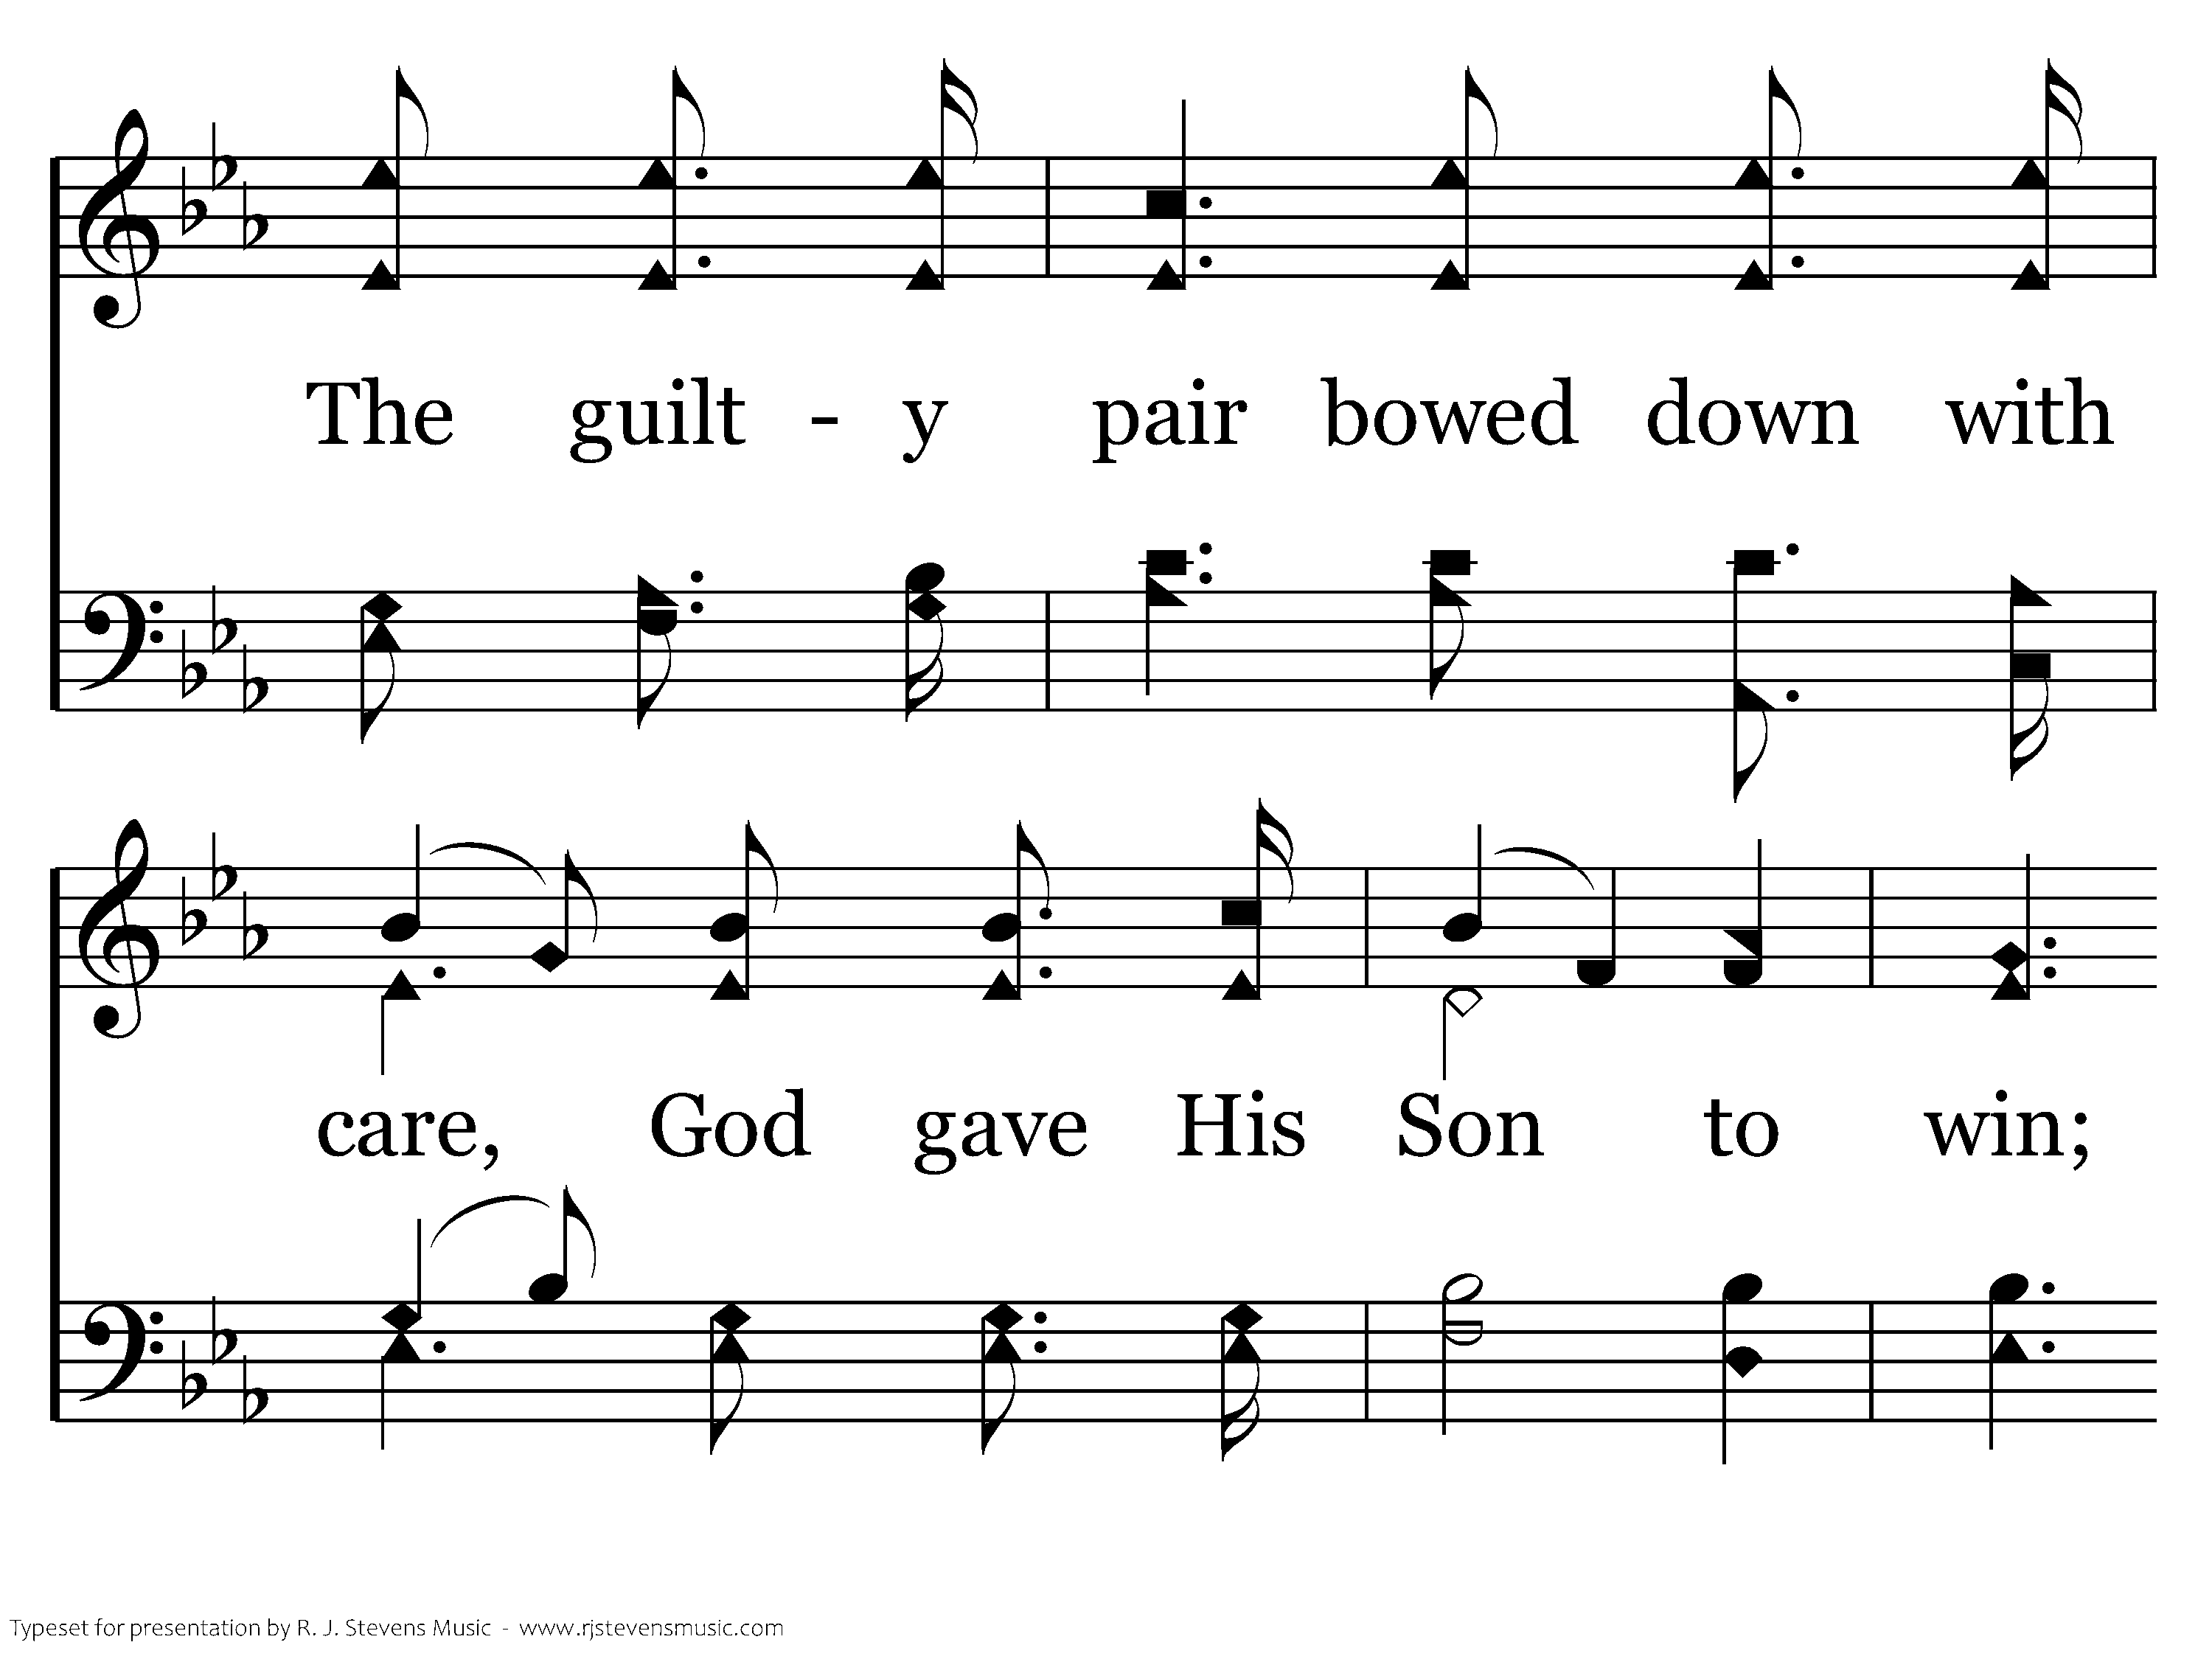 The guilt - y pair bowed down with
care, God gave His Son to win;
Typeset for presentation by R. J. Stevens Music - www.rjstevensmusic.com